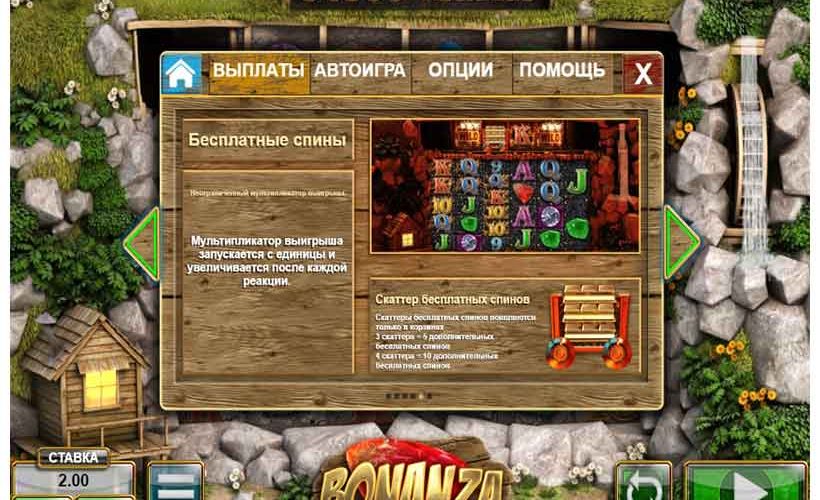 ВЫПЛАТЫ
АВТОИГРА
ОПЦИИ
ПОМОЩЬ
X
Бесплатные спины
Неограниченный мультипликатор выигрыша.
Мультипликатор выигрыша
запускается с единицы и
увеличивается после каждой
реакции.
Скаттер бесплатных спинов
Скаттеры бесплатных спинов появляются
только в корзинах
3 скаттера = 5 дополнительных
бесплатных спинов
4 скаттера = 10 дополнительных
бесплатных спинов
СТАВКА
2.00
BONANZA